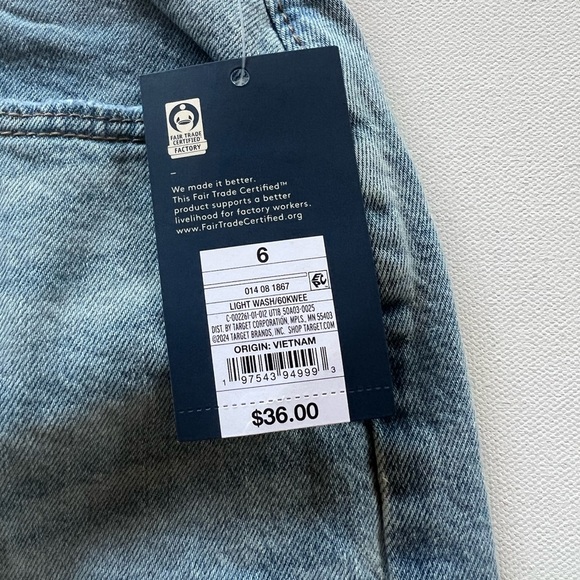 FAIR TRADE
CERTIFIED
FACTORY
–
We made it better.
This Fair Trade Certified™
product supports a better
livelihood for factory workers.
www.FairTradeCertified.org
6
014 08 1867
LIGHT WASH/60KWEE
C-002261-01-012 UT18 50A03-0025
DIST. BY TARGET CORPORATION, MPLS., MN 55403
©2024 TARGET BRANDS, INC. SHOP TARGET.COM
ORIGIN: VIETNAM
1 97543 94999 3
$36.00